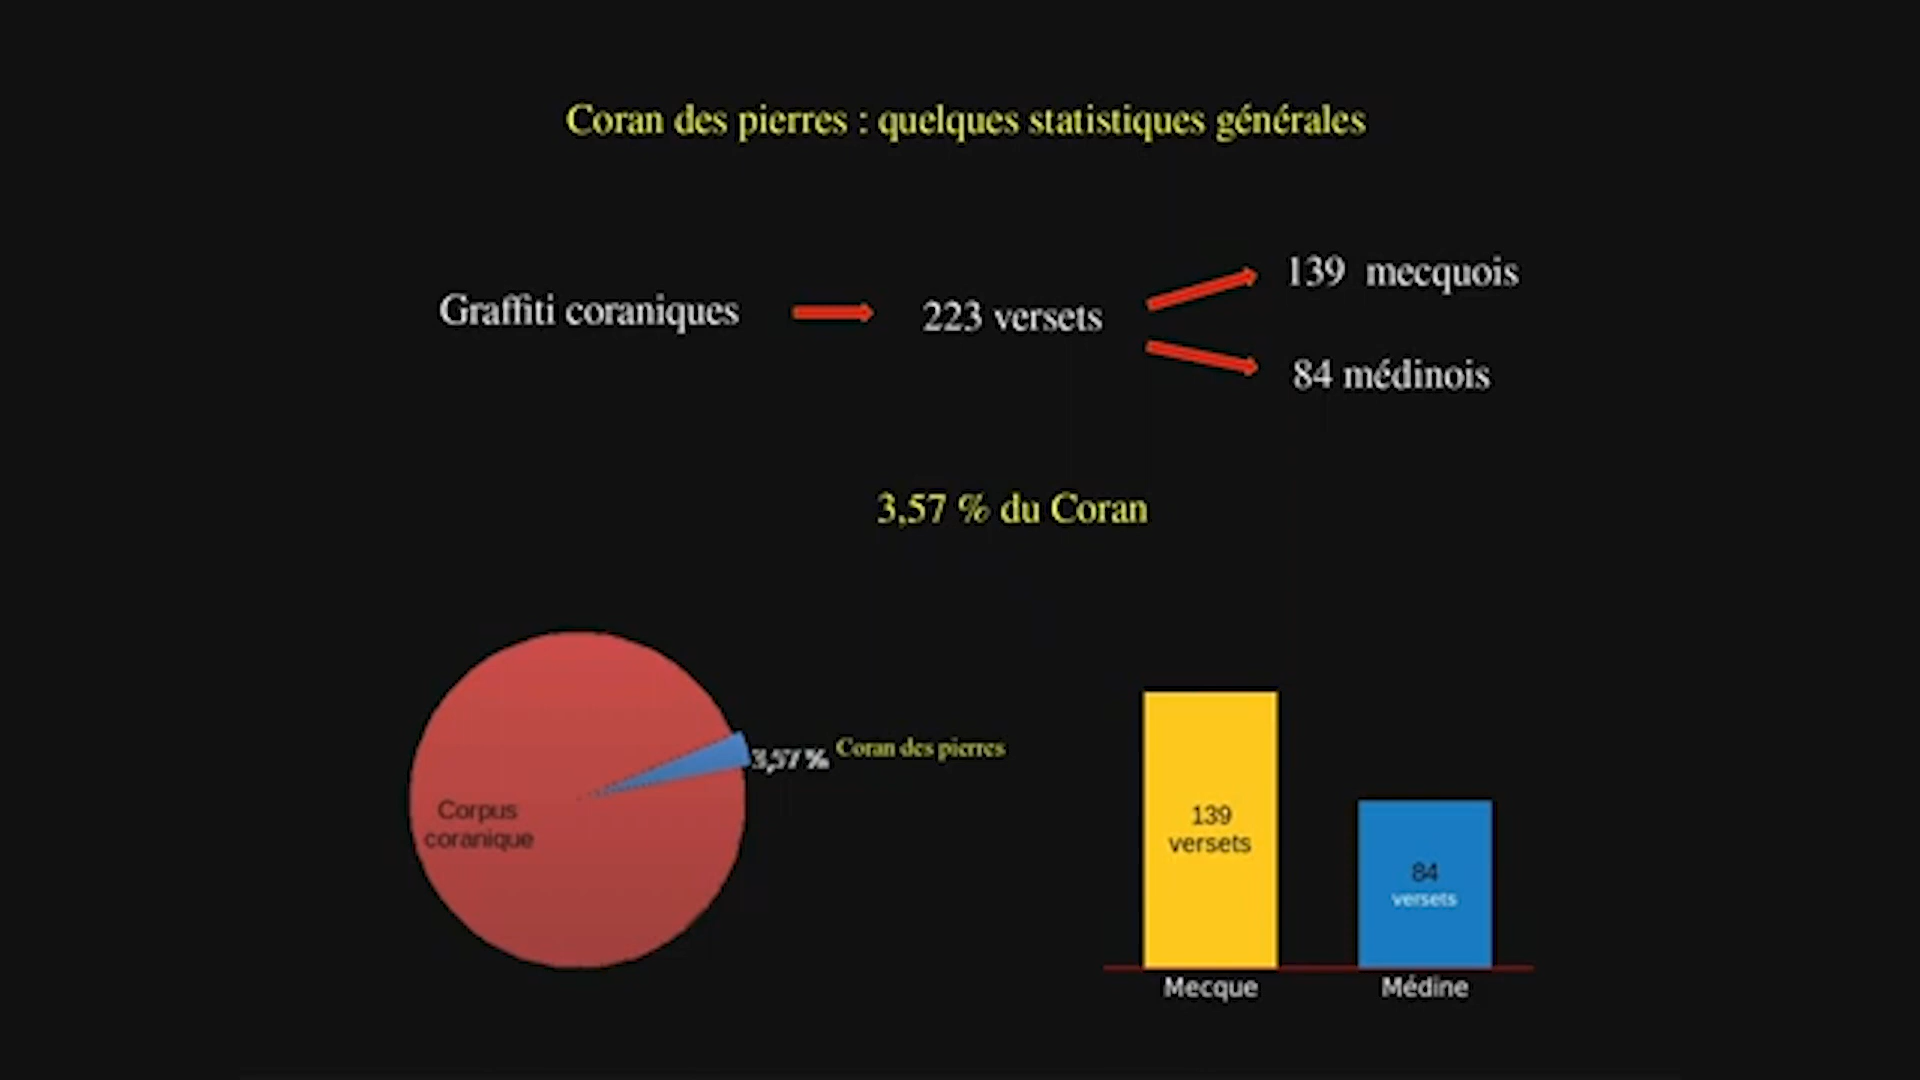 Coran des pierres : quelques statistiques générales
139 mecquois
Graffiti coraniques
223 versets
84 médinois
3,57 % du Coran
3,57 %
Coran des pierres
Corpus
coranique
139
versets
84
versets
Mecque
Médine